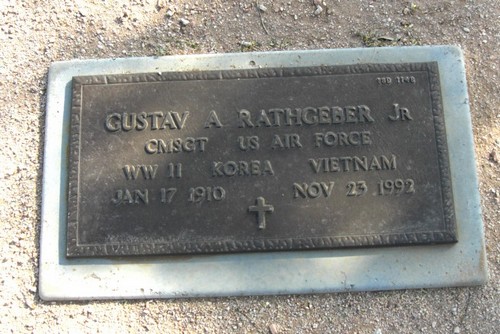 GUSTAV A RATHGEBER JR
CMSGT US AIR FORCE
WW II KOREA VIETNAM
JAN 17 1910 NOV 23 1992